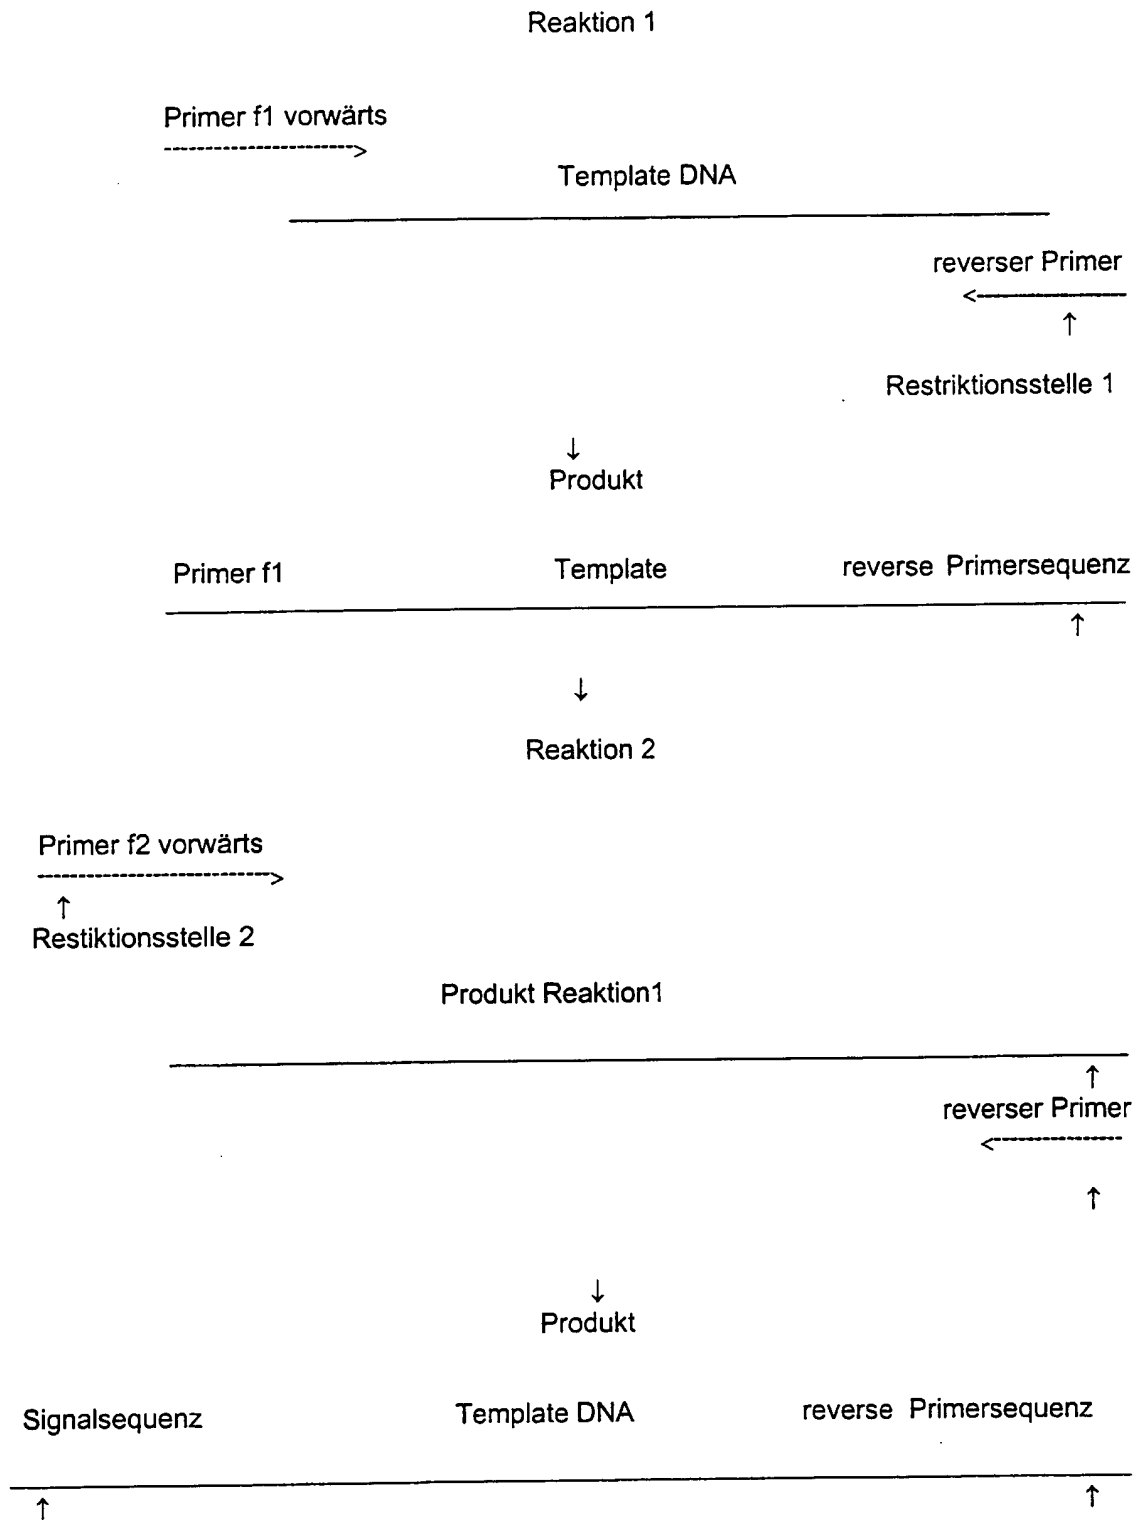 Reaktion 1
Primer f1 vorwärts
Template DNA
reverser Primer
Restriktionsstelle 1
Produkt
Primer f1 Template reverse Primersequenz
Reaktion 2
Primer f2 vorwärts
Restiktionsstelle 2
Produkt Reaktion1
reverser Primer
Produkt
Signalsequenz Template DNA reverse Primersequenz